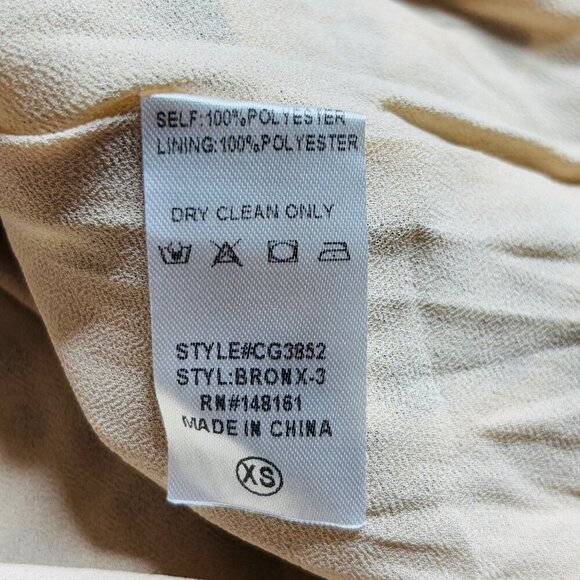 SELF:100%POLYESTER
LINING:100%POLYESTER
DRY CLEAN ONLY
STYLE#CG3852
STYL:BRONX-3
RN#148161
MADE IN CHINA
XS